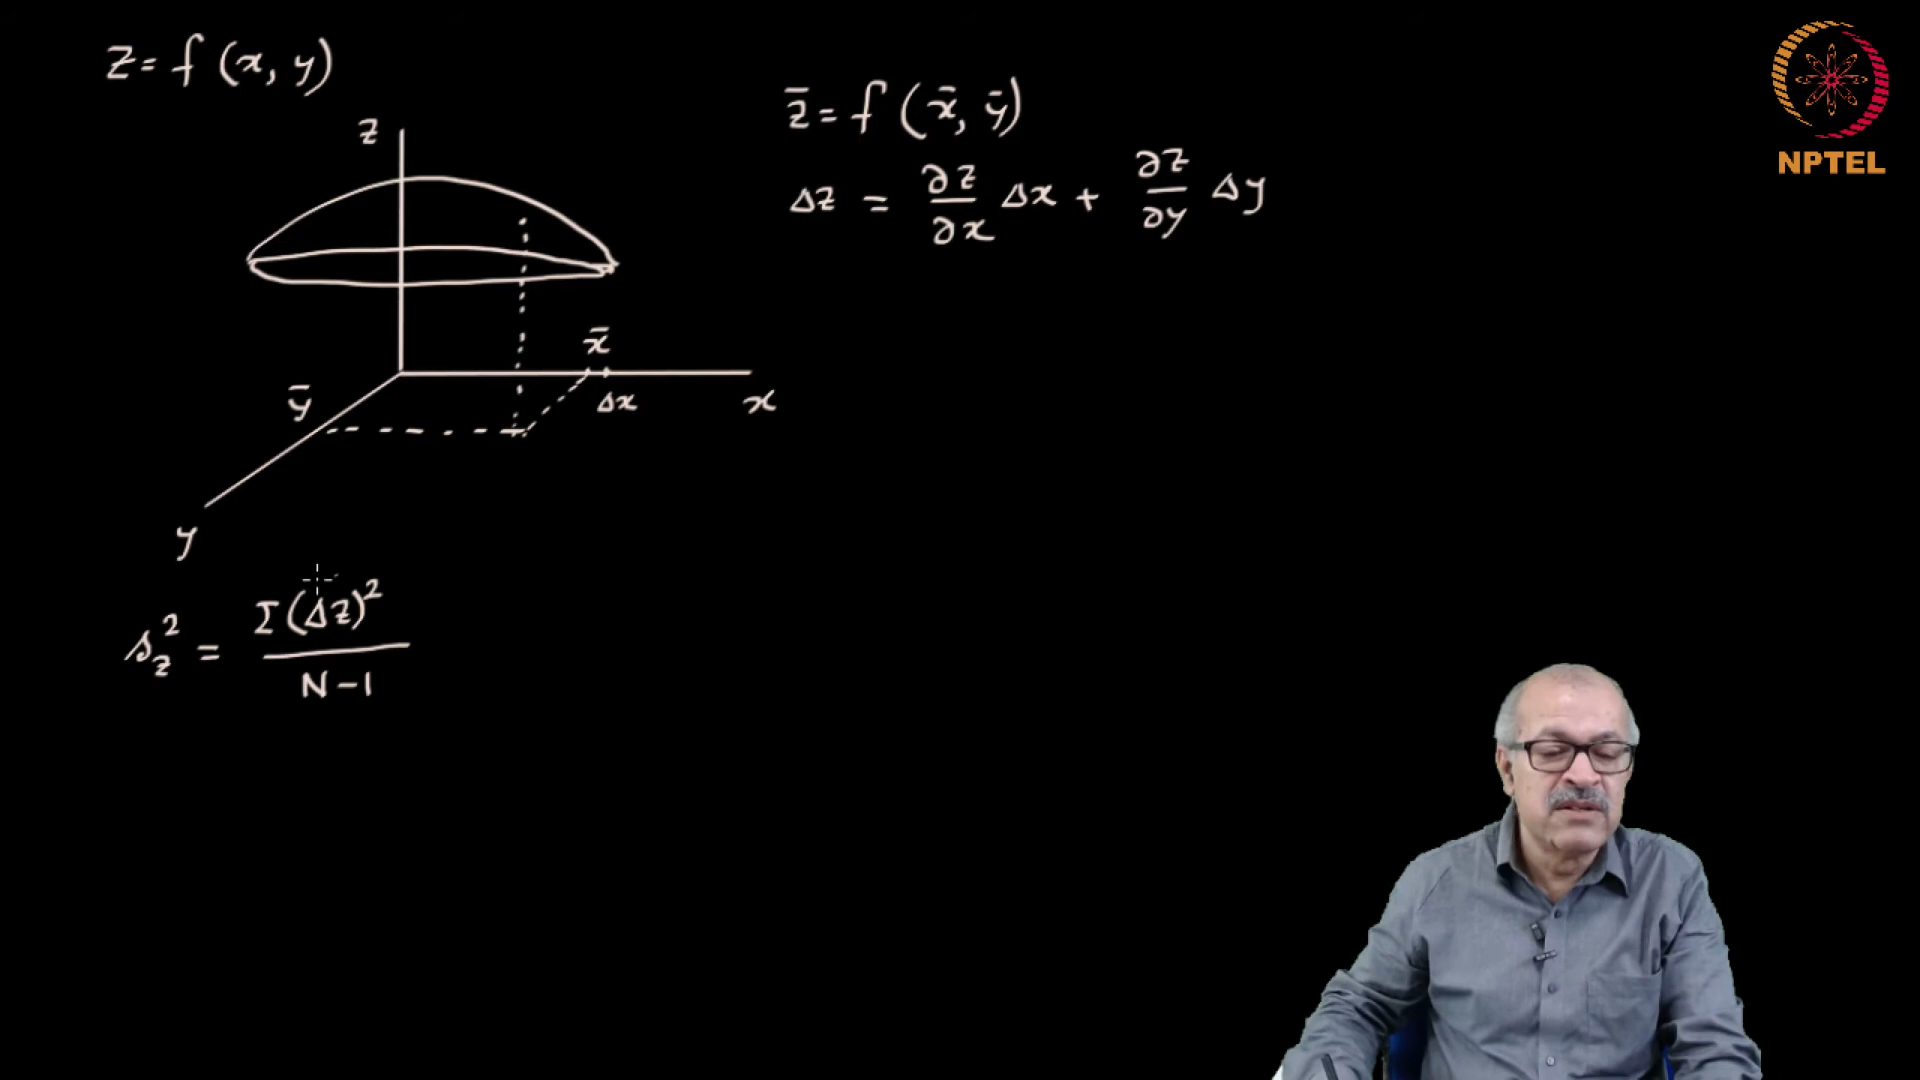 z = f (x, y)
z̄ = f (x̄, ȳ)
Δz = ∂z/∂x Δx + ∂z/∂y Δy
z
x̄
ȳ
Δx
x
y
s_z^2 = Σ(Δz)^2 / N-1
NPTEL